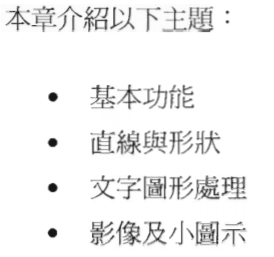 本章介紹以下主題：
• 基本功能
• 直線與形狀
• 文字圖形處理
• 影像及小圖示